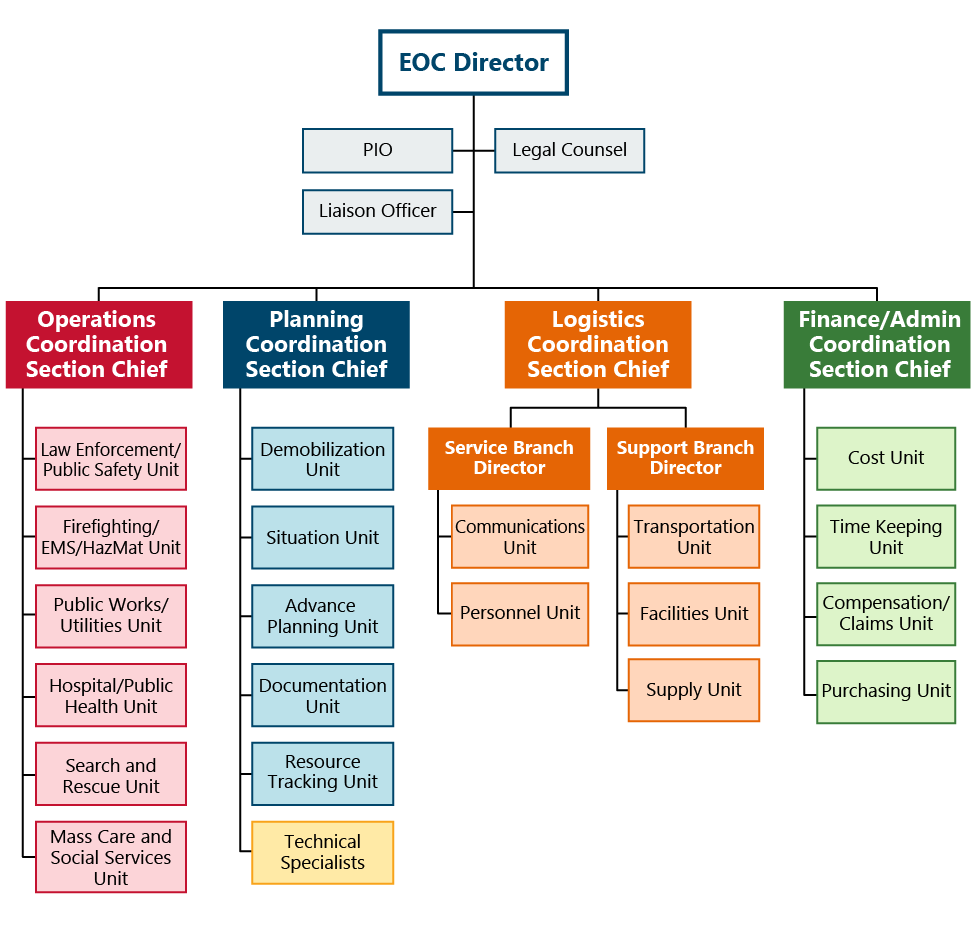 EOC Director
PIO
Legal Counsel
Liaison Officer
Operations
Coordination
Section Chief
Law Enforcement/
Public Safety Unit
Firefighting/
EMS/HazMat Unit
Public Works/
Utilities Unit
Hospital/Public
Health Unit
Search and
Rescue Unit
Mass Care and
Social Services
Unit
Planning
Coordination
Section Chief
Demobilization
Unit
Situation Unit
Advance
Planning Unit
Documentation
Unit
Resource
Tracking Unit
Technical
Specialists
Logistics
Coordination
Section Chief
Service Branch
Director
Communications
Unit
Personnel Unit
Support Branch
Director
Transportation
Unit
Facilities Unit
Supply Unit
Finance/Admin
Coordination
Section Chief
Cost Unit
Time Keeping
Unit
Compensation/
Claims Unit
Purchasing Unit